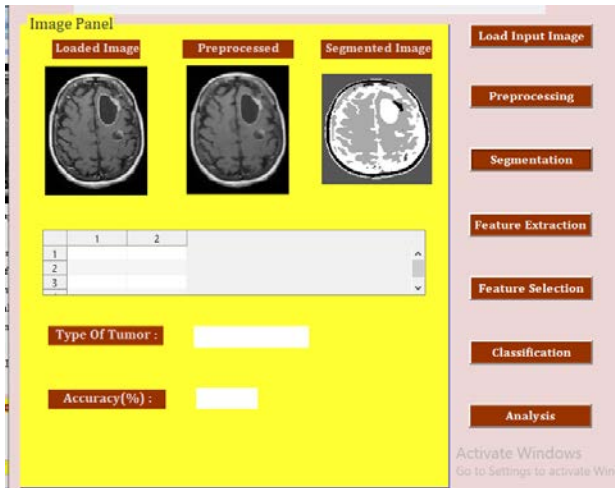 Image Panel
Loaded Image
Preprocessed
Segmented Image
1 2
1
2
3
Type Of Tumor :
Accuracy(%) :
Load Input Image
Preprocessing
Segmentation
Feature Extraction
Feature Selection
Classification
Analysis
Activate Windows
Go to Settings to activate Win